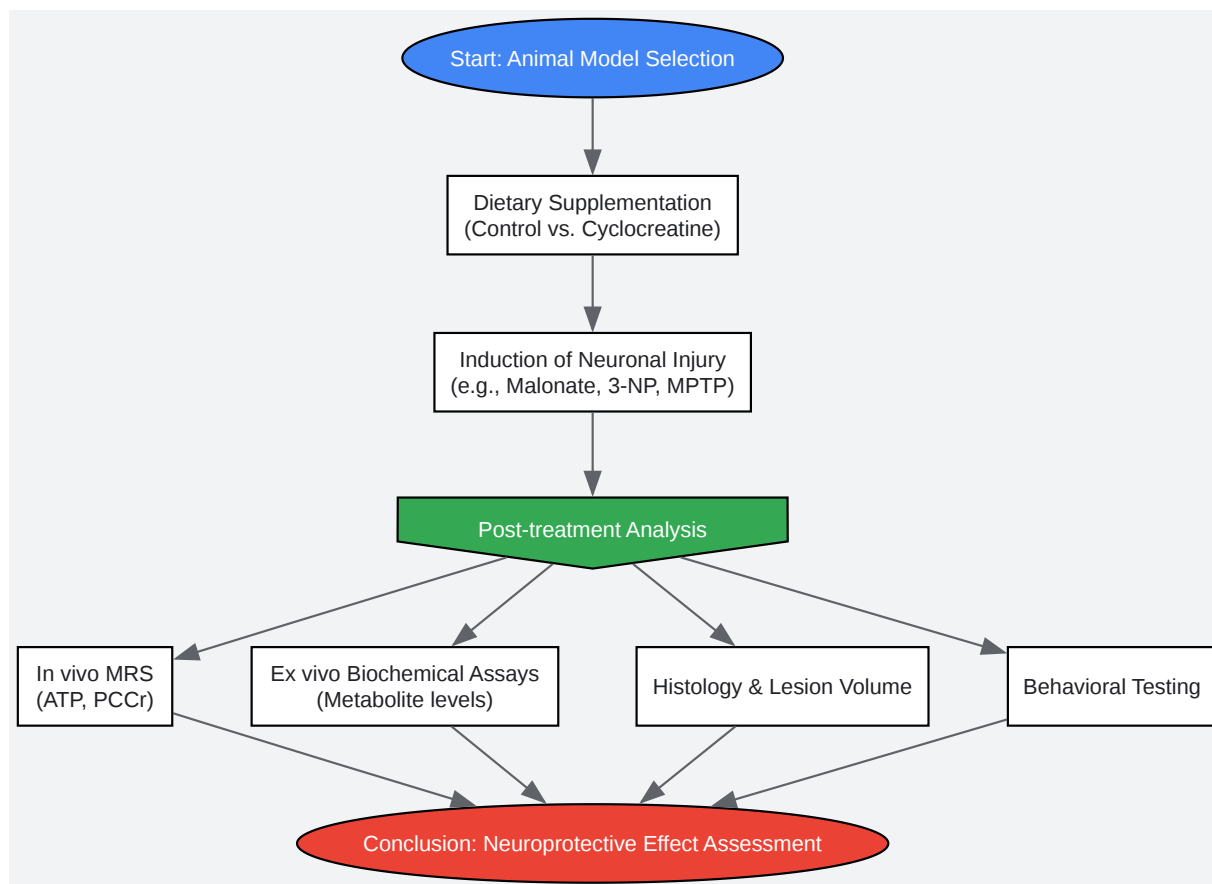 Start: Animal Model Selection
Dietary Supplementation
(Control vs. Cyclocreatine)
Induction of Neuronal Injury
(e.g., Malonate, 3-NP, MPTP)
Post-treatment Analysis
In vivo MRS
(ATP, PCCr)
Ex vivo Biochemical Assays
(Metabolite levels)
Histology & Lesion Volume
Behavioral Testing
Conclusion: Neuroprotective Effect Assessment